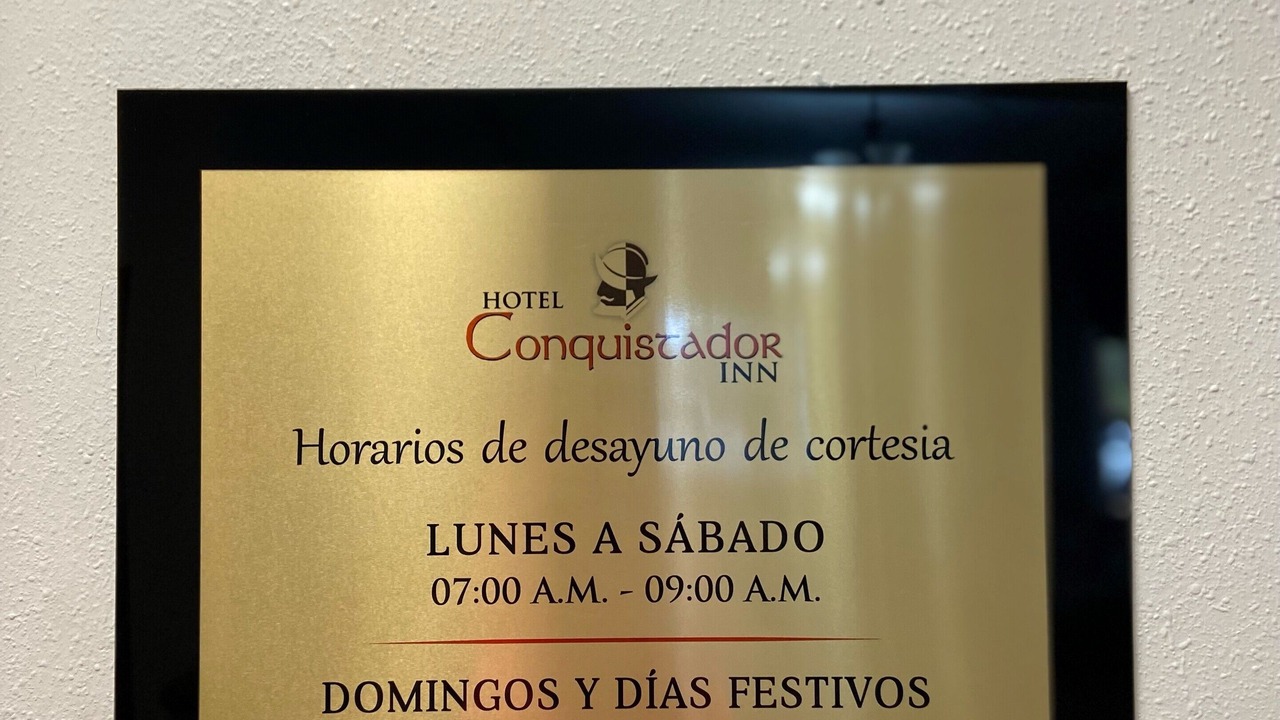 HOTEL
Conquistador
INN
Horarios de desayuno de cortesia
LUNES A SÁBADO
07:00 A.M. - 09:00 A.M.
DOMINGOS Y DÍAS FESTIVOS